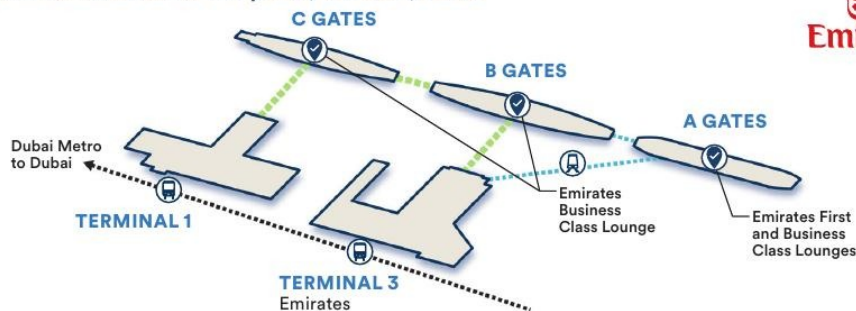 C GATES
Emi
B GATES
A GATES
Dubai Metro
to Dubai
Emirates
Business
Class Lounge
Emirates First
and Business
Class Lounges
TERMINAL 1
TERMINAL 3
Emirates